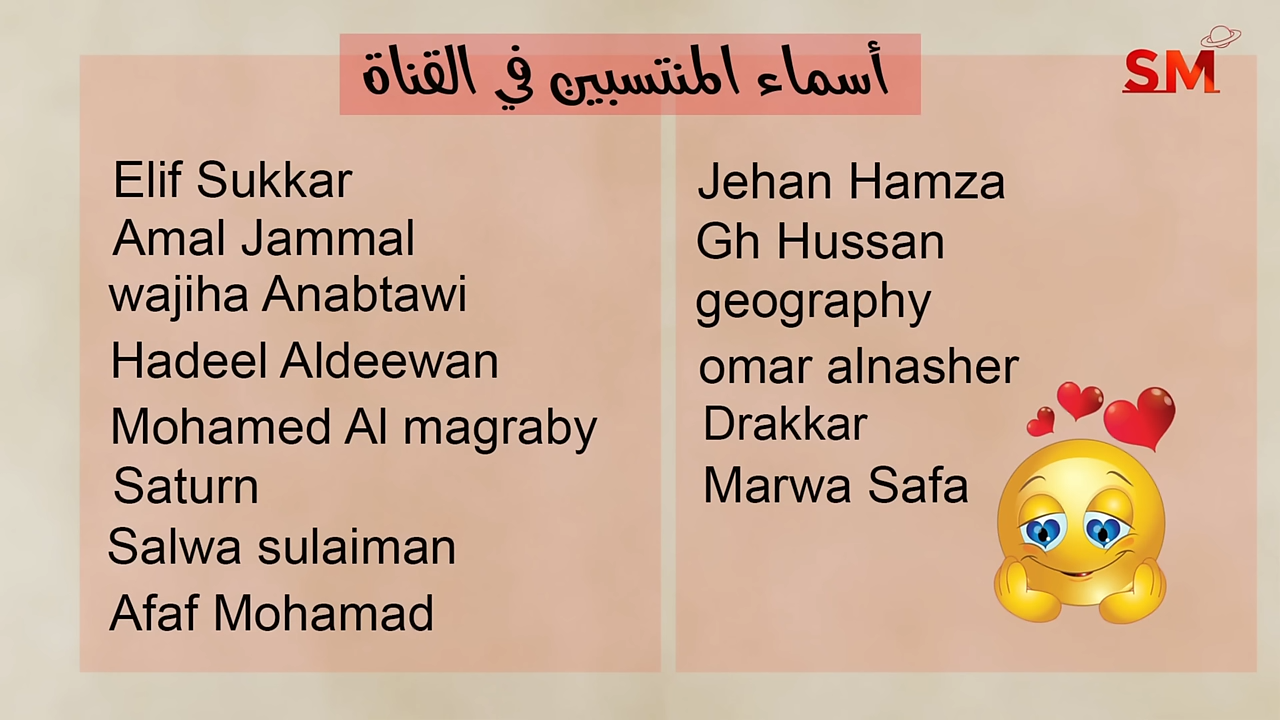 أسماء المنتسبين في القناة
SM
Elif Sukkar
Amal Jammal
wajiha Anabtawi
Hadeel Aldeewan
Mohamed Al magraby
Saturn
Salwa sulaiman
Afaf Mohamad
Jehan Hamza
Gh Hussan
geography
omar alnasher
Drakkar
Marwa Safa